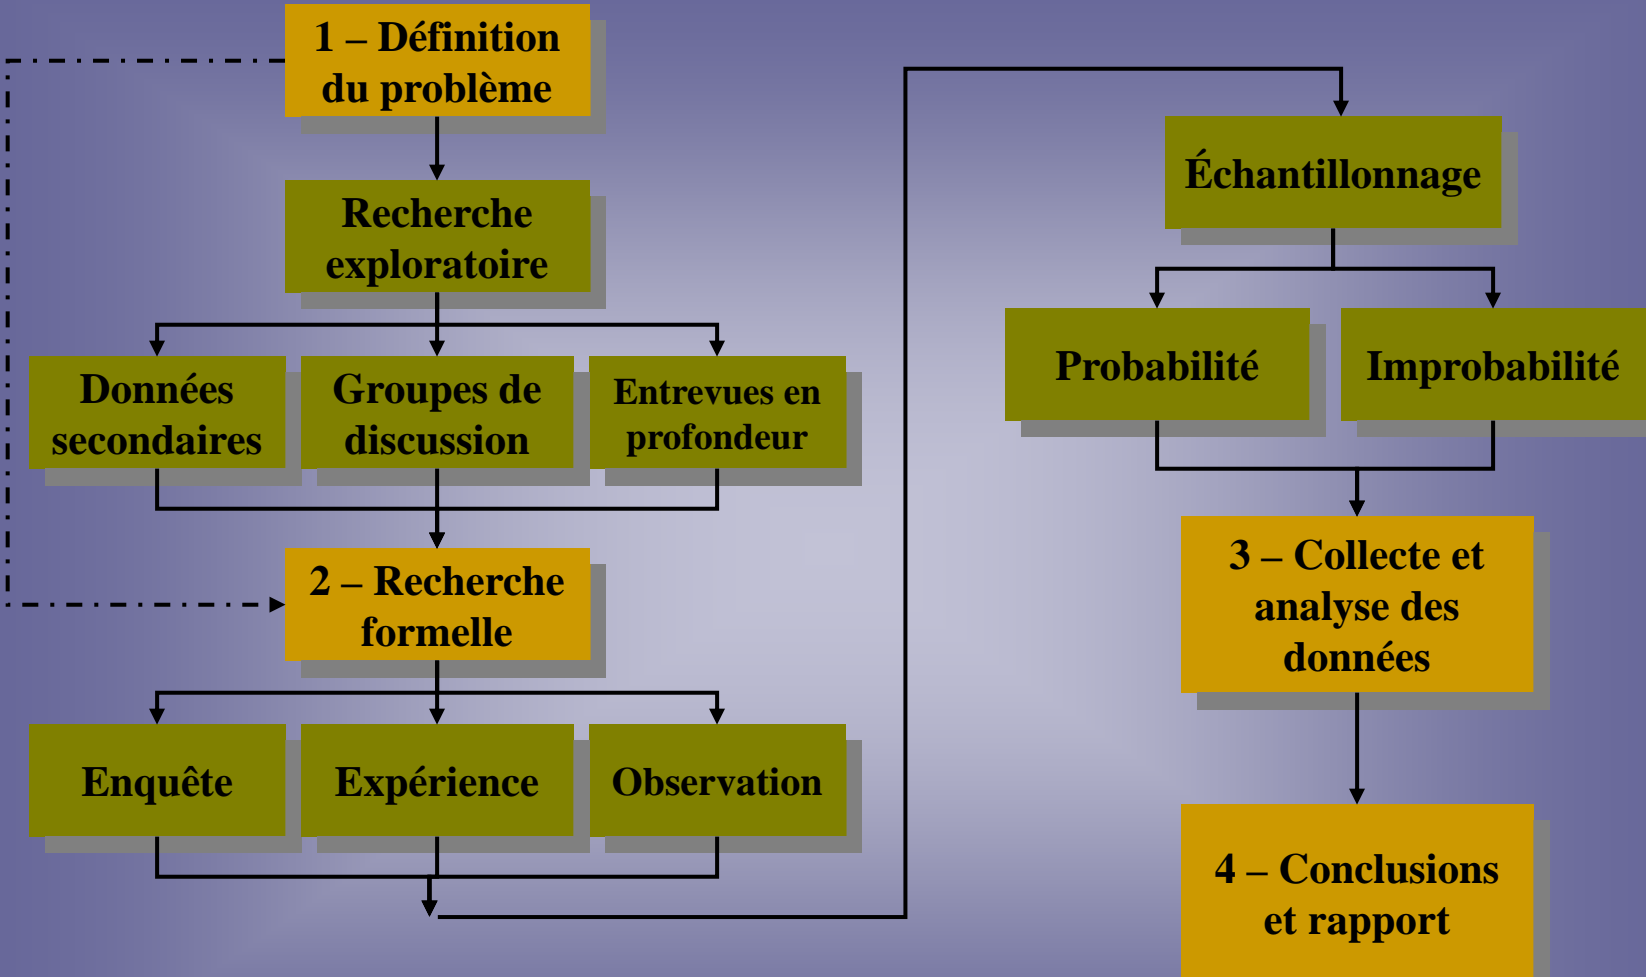 1 – Définition
du problème
Recherche
exploratoire
Données
secondaires
Groupes de
discussion
Entrevues en
profondeur
2 – Recherche
formelle
Enquête
Expérience
Observation
Échantillonnage
Probabilité
Improbabilité
3 – Collecte et
analyse des
données
4 – Conclusions
et rapport